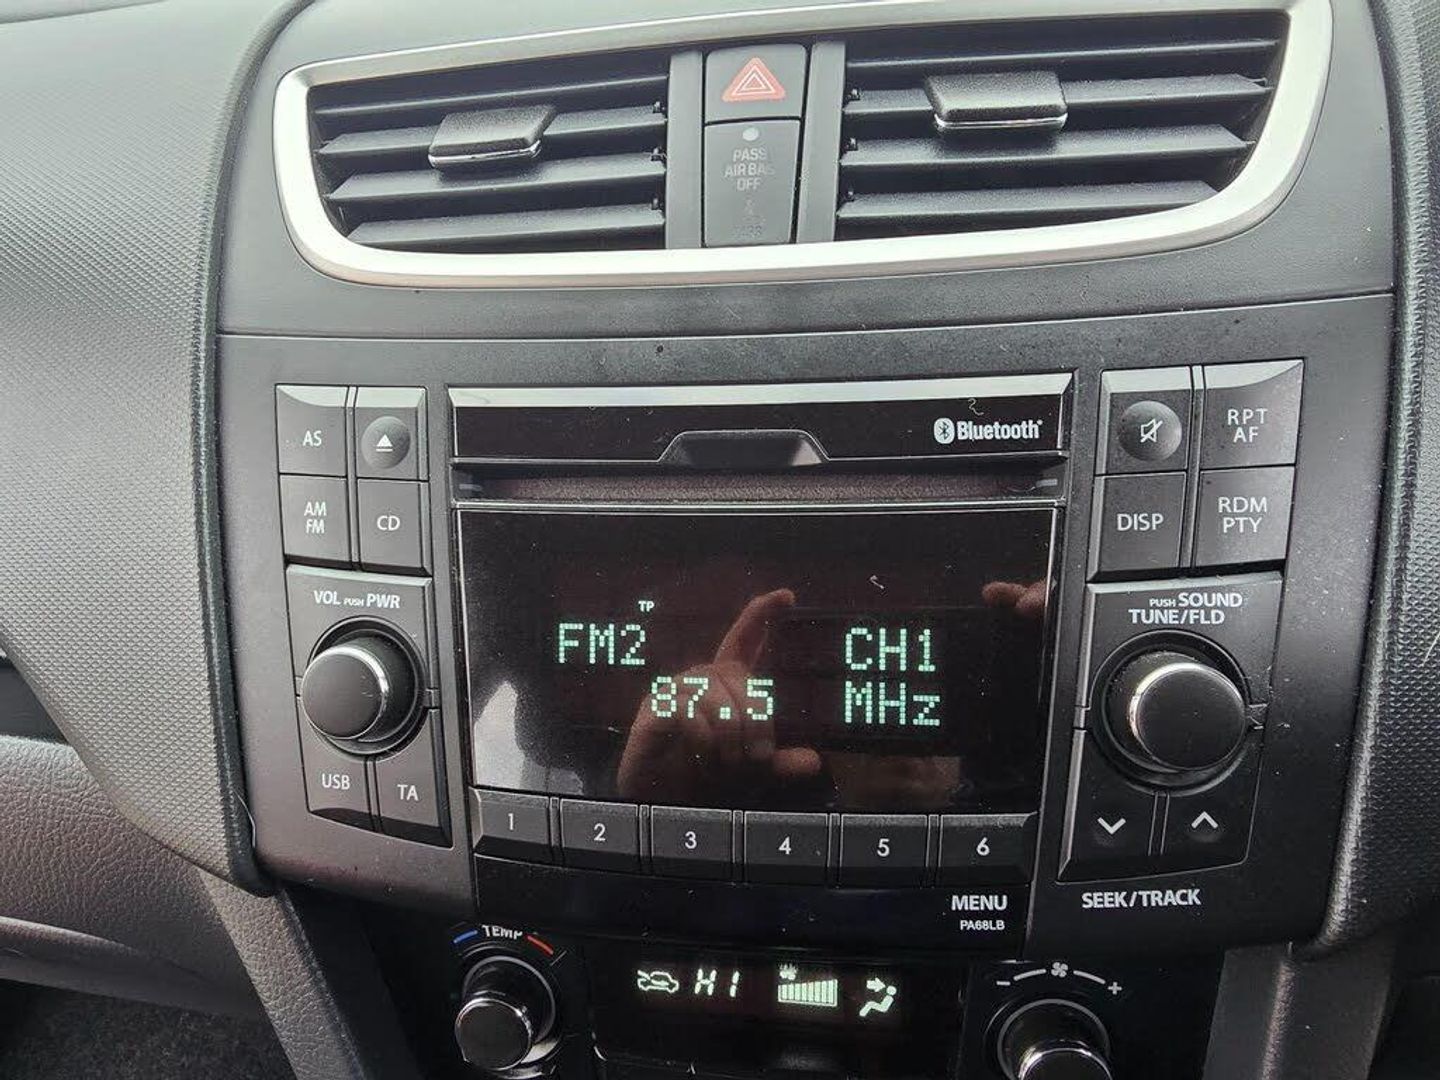 PASS
AIR BAG
OFF
Bluetooth
AS
AM
FM
CD
RPT
AF
DISP
RDM
PTY
VOL PUSH PWR
PUSH SOUND
TUNE/FLD
TP
FM2
CH1
87.5
MHz
USB
TA
1
2
3
4
5
6
MENU
PA68LB
SEEK/TRACK
TEMP
HI
- +